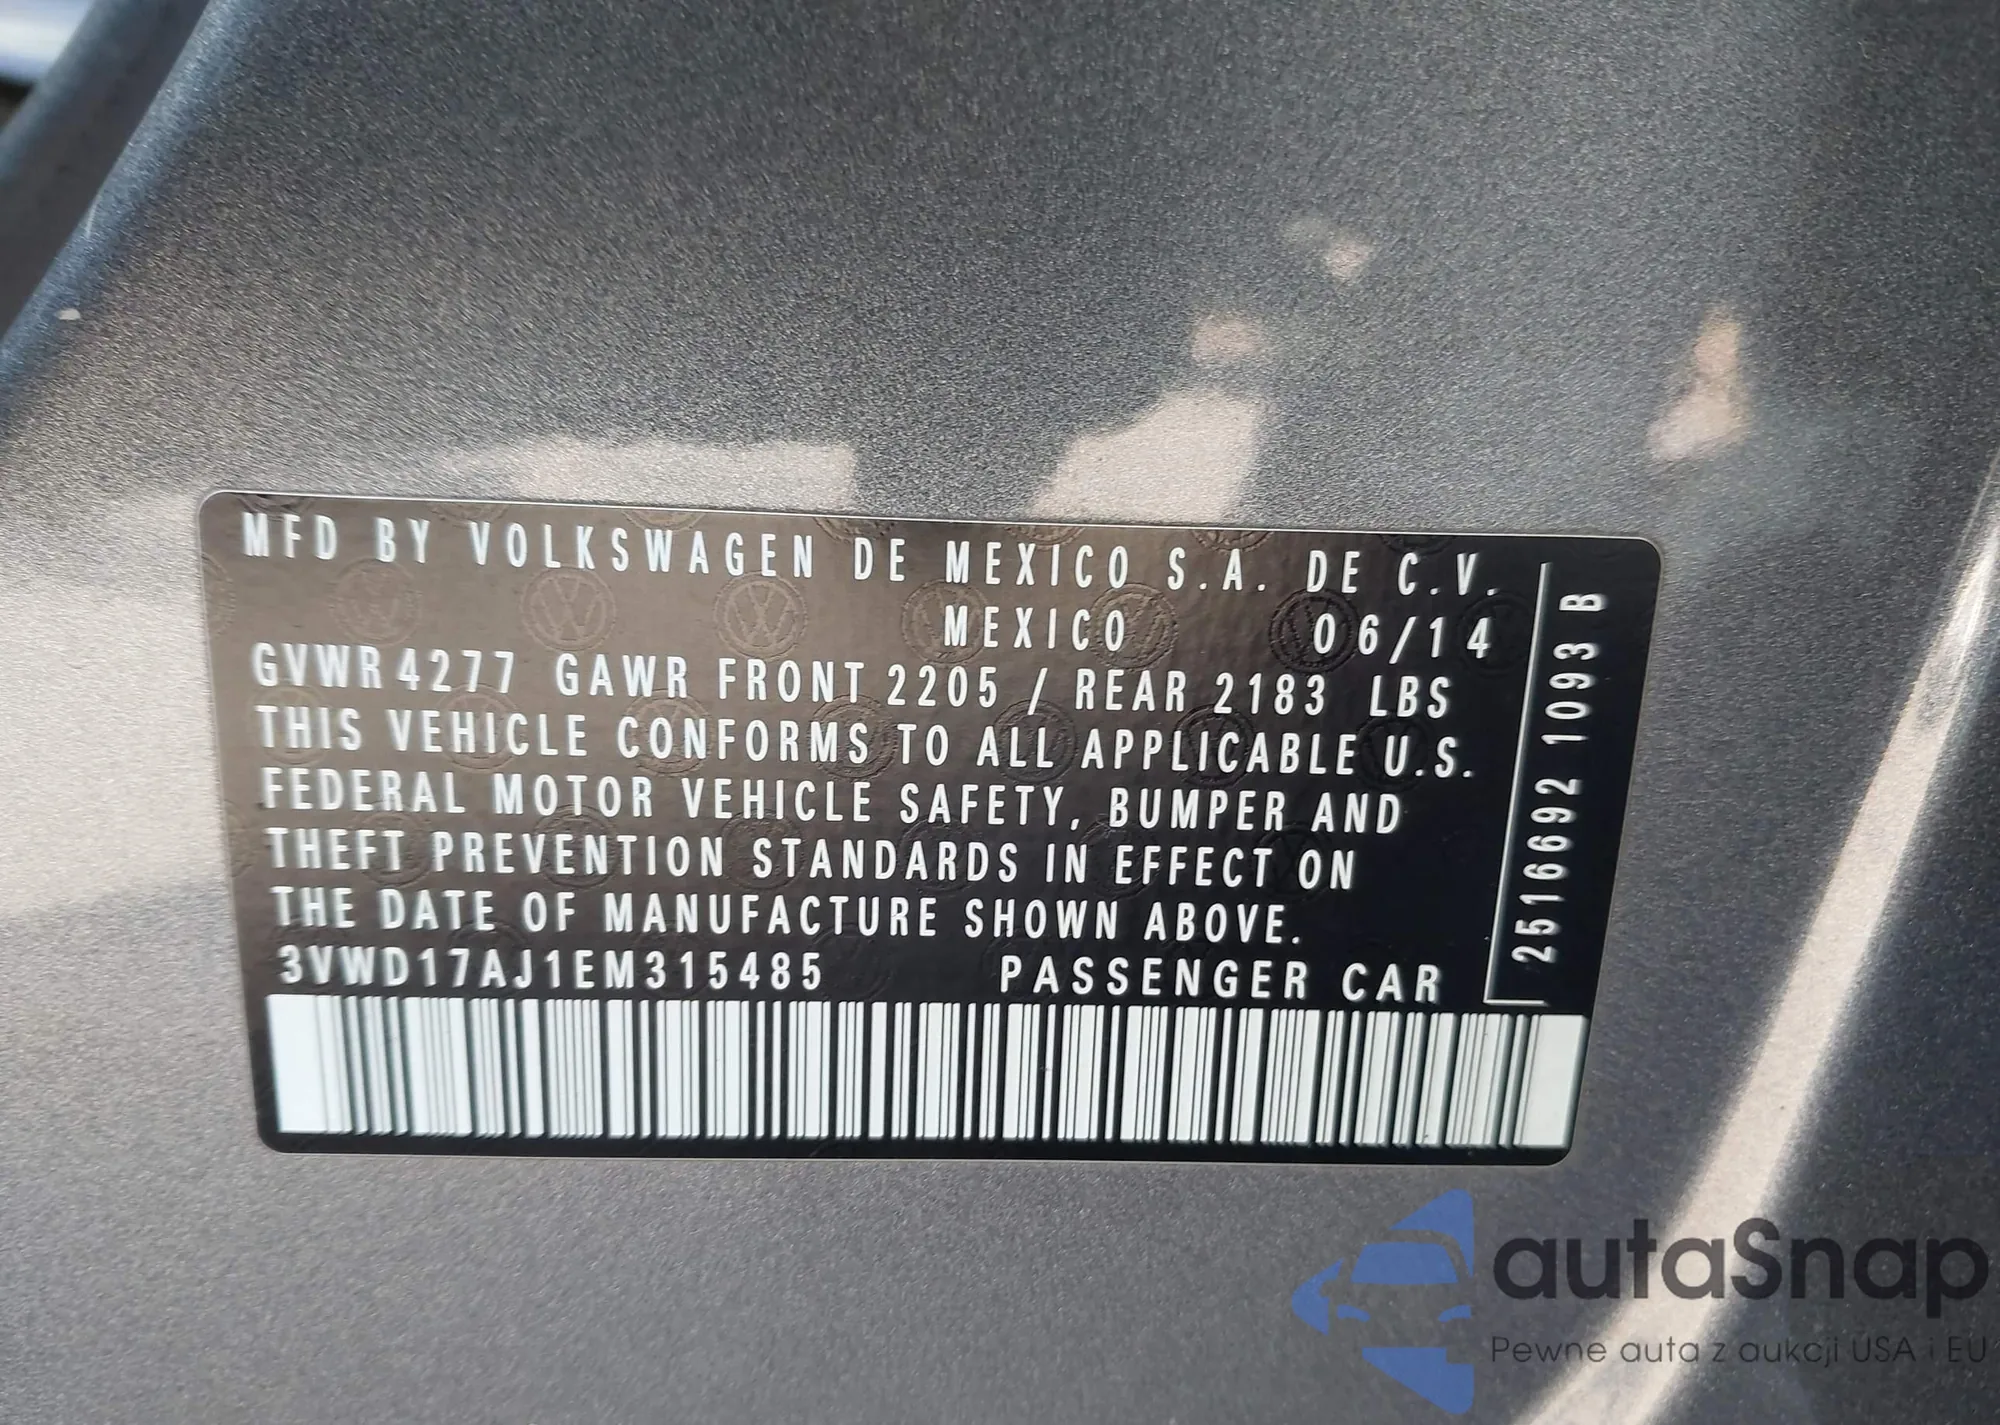 MFD BY VOLKSWAGEN DE MEXICO S.A. DE C.V.
MEXICO 06/14
GVWR 4277 GAWR FRONT 2205 / REAR 2183 LBS
THIS VEHICLE CONFORMS TO ALL APPLICABLE U.S.
FEDERAL MOTOR VEHICLE SAFETY, BUMPER AND
THEFT PREVENTION STANDARDS IN EFFECT ON
THE DATE OF MANUFACTURE SHOWN ABOVE.
3VWD17AJ1EM315485 PASSENGER CAR
2516692 1093 B
autaSnap
Pewne auta z aukcji USA i EU